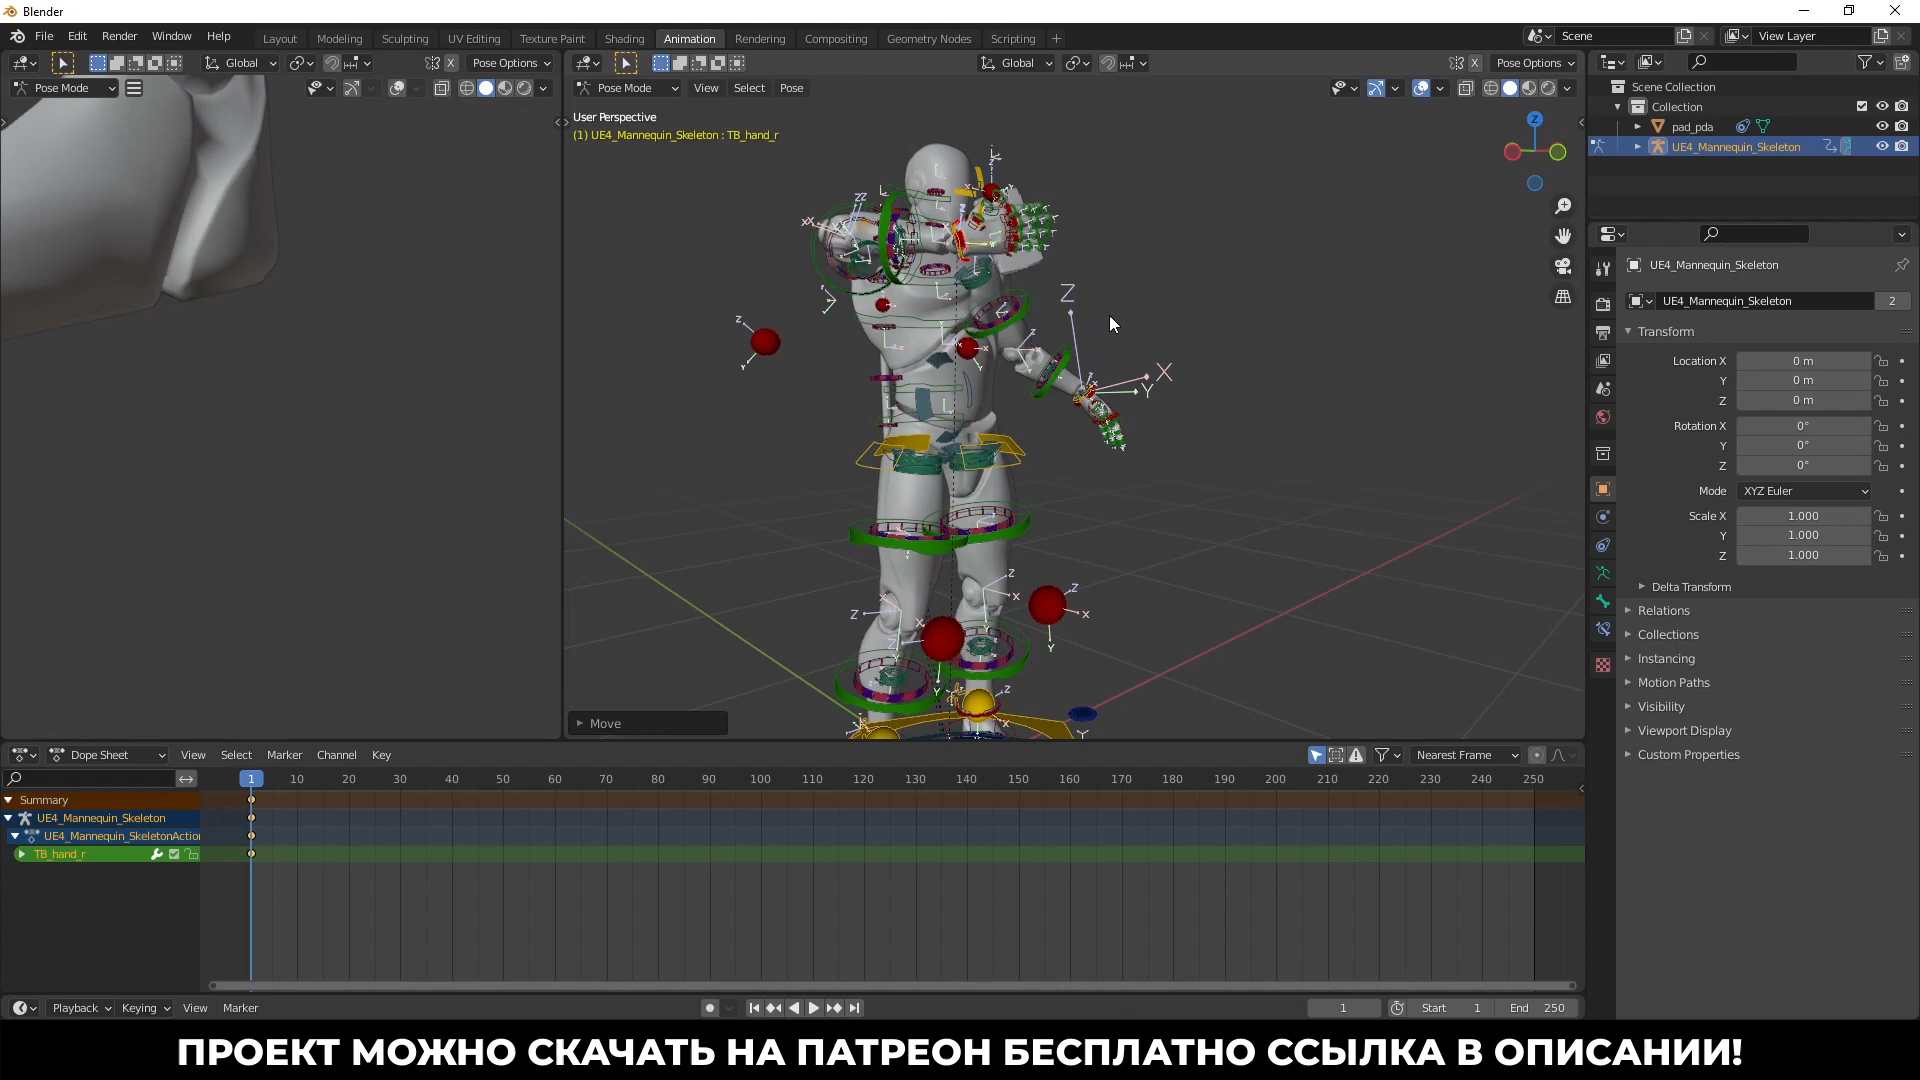 Blender
File Edit Render Window Help
Layout Modeling Sculpting UV Editing Texture Paint Shading Animation Rendering Compositing Geometry Nodes Scripting +
Scene
View Layer
Global
X
Pose Options
Global
X
Pose Options
Pose Mode
Pose Mode View Select Pose
User Perspective
(1) UE4_Mannequin_Skeleton : TB_hand_r
Z
X
Y
Move
Scene Collection
Collection
pad_pda
UE4_Mannequin_Skeleton
UE4_Mannequin_Skeleton
UE4_Mannequin_Skeleton 2
Transform
Location X 0 m
Y 0 m
Z 0 m
Rotation X 0°
Y 0°
Z 0°
Mode XYZ Euler
Scale X 1.000
Y 1.000
Z 1.000
Delta Transform
Relations
Collections
Instancing
Motion Paths
Visibility
Viewport Display
Custom Properties
Dope Sheet View Select Marker Channel Key
Nearest Frame
1 10 20 30 40 50 60 70 80 90 100 110 120 130 140 150 160 170 180 190 200 210 220 230 240 250
Summary
UE4_Mannequin_Skeleton
UE4_Mannequin_SkeletonAction
TB_hand_r
Playback Keying View Marker
1 Start 1 End 250
ПРОЕКТ МОЖНО СКАЧАТЬ НА ПАТРЕОН БЕСПЛАТНО ССЫЛКА В ОПИСАНИИ!